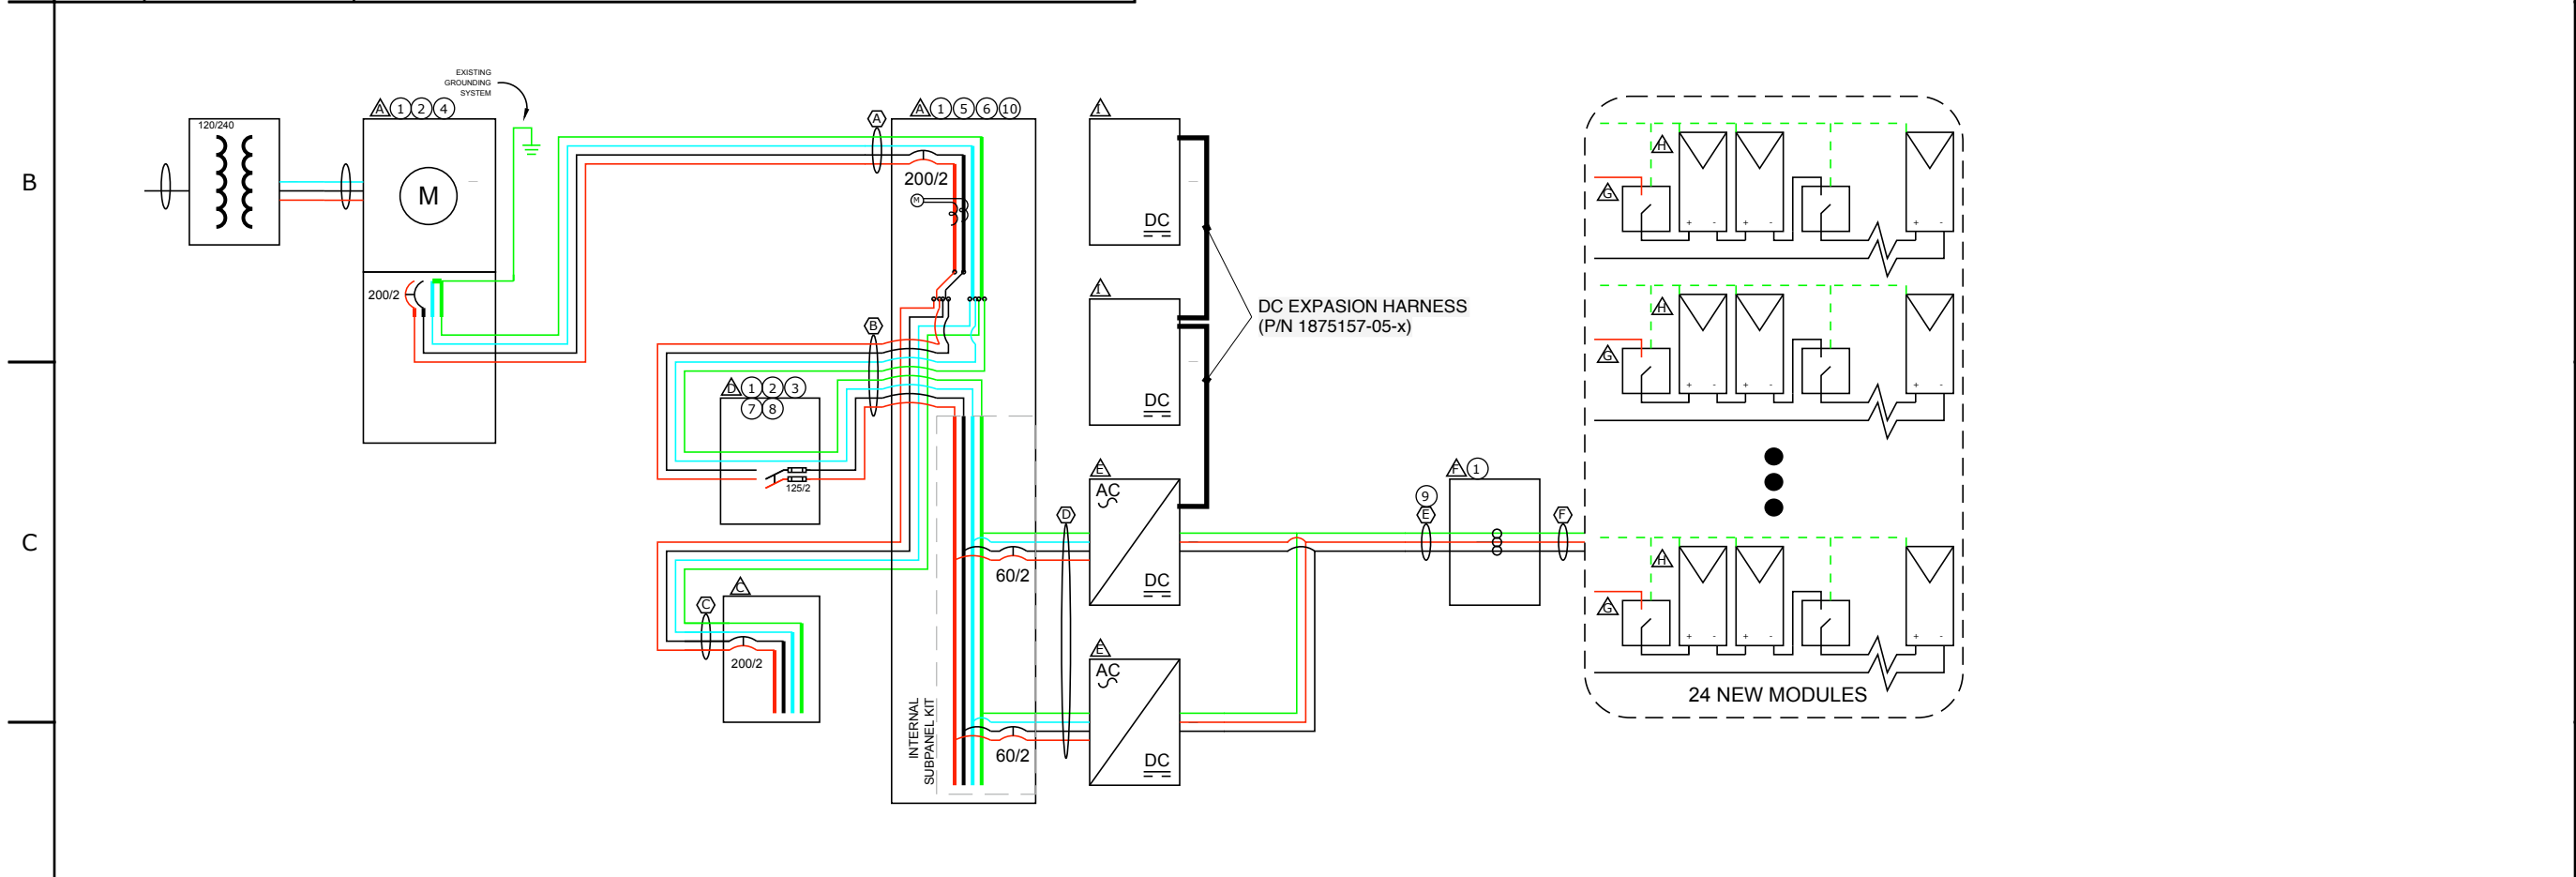 B
C
EXISTING
GROUNDING
SYSTEM
120/240
A 1 2 4
M
200/2
A
A 1 5 6 10
200/2
M
B
D 1 2 3
7 8
125/2
C
C
200/2
INTERNAL
SUBPANEL KIT
60/2
60/2
D
I
DC
I
DC
DC EXPASION HARNESS
(P/N 1875157-05-x)
E
AC
DC
E
AC
DC
9
E
F 1
F
H
G
+ - + - + -
H
G
+ - + - + -
H
G
+ - + - + -
24 NEW MODULES